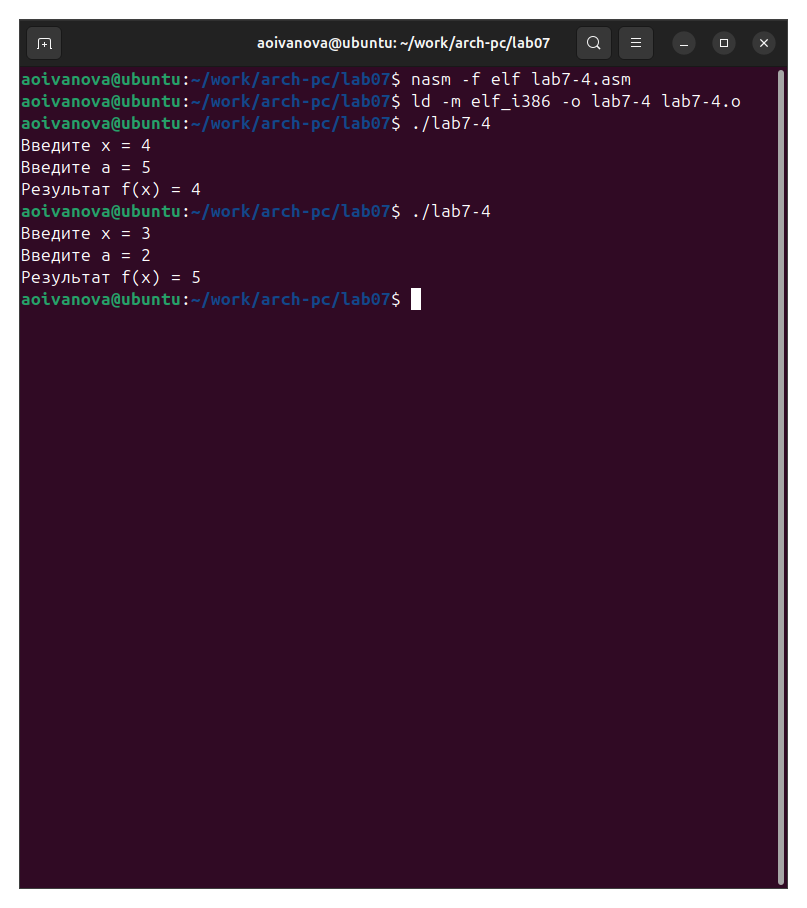 aoivanova@ubuntu: ~/work/arch-pc/lab07
aoivanova@ubuntu:~/work/arch-pc/lab07$ nasm -f elf lab7-4.asm
aoivanova@ubuntu:~/work/arch-pc/lab07$ ld -m elf_i386 -o lab7-4 lab7-4.o
aoivanova@ubuntu:~/work/arch-pc/lab07$ ./lab7-4
Введите x = 4
Введите a = 5
Результат f(x) = 4
aoivanova@ubuntu:~/work/arch-pc/lab07$ ./lab7-4
Введите x = 3
Введите a = 2
Результат f(x) = 5
aoivanova@ubuntu:~/work/arch-pc/lab07$